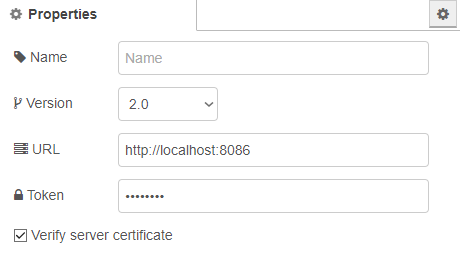 Properties
Name Name
Version 2.0
URL http://localhost:8086
Token ••••••••
Verify server certificate